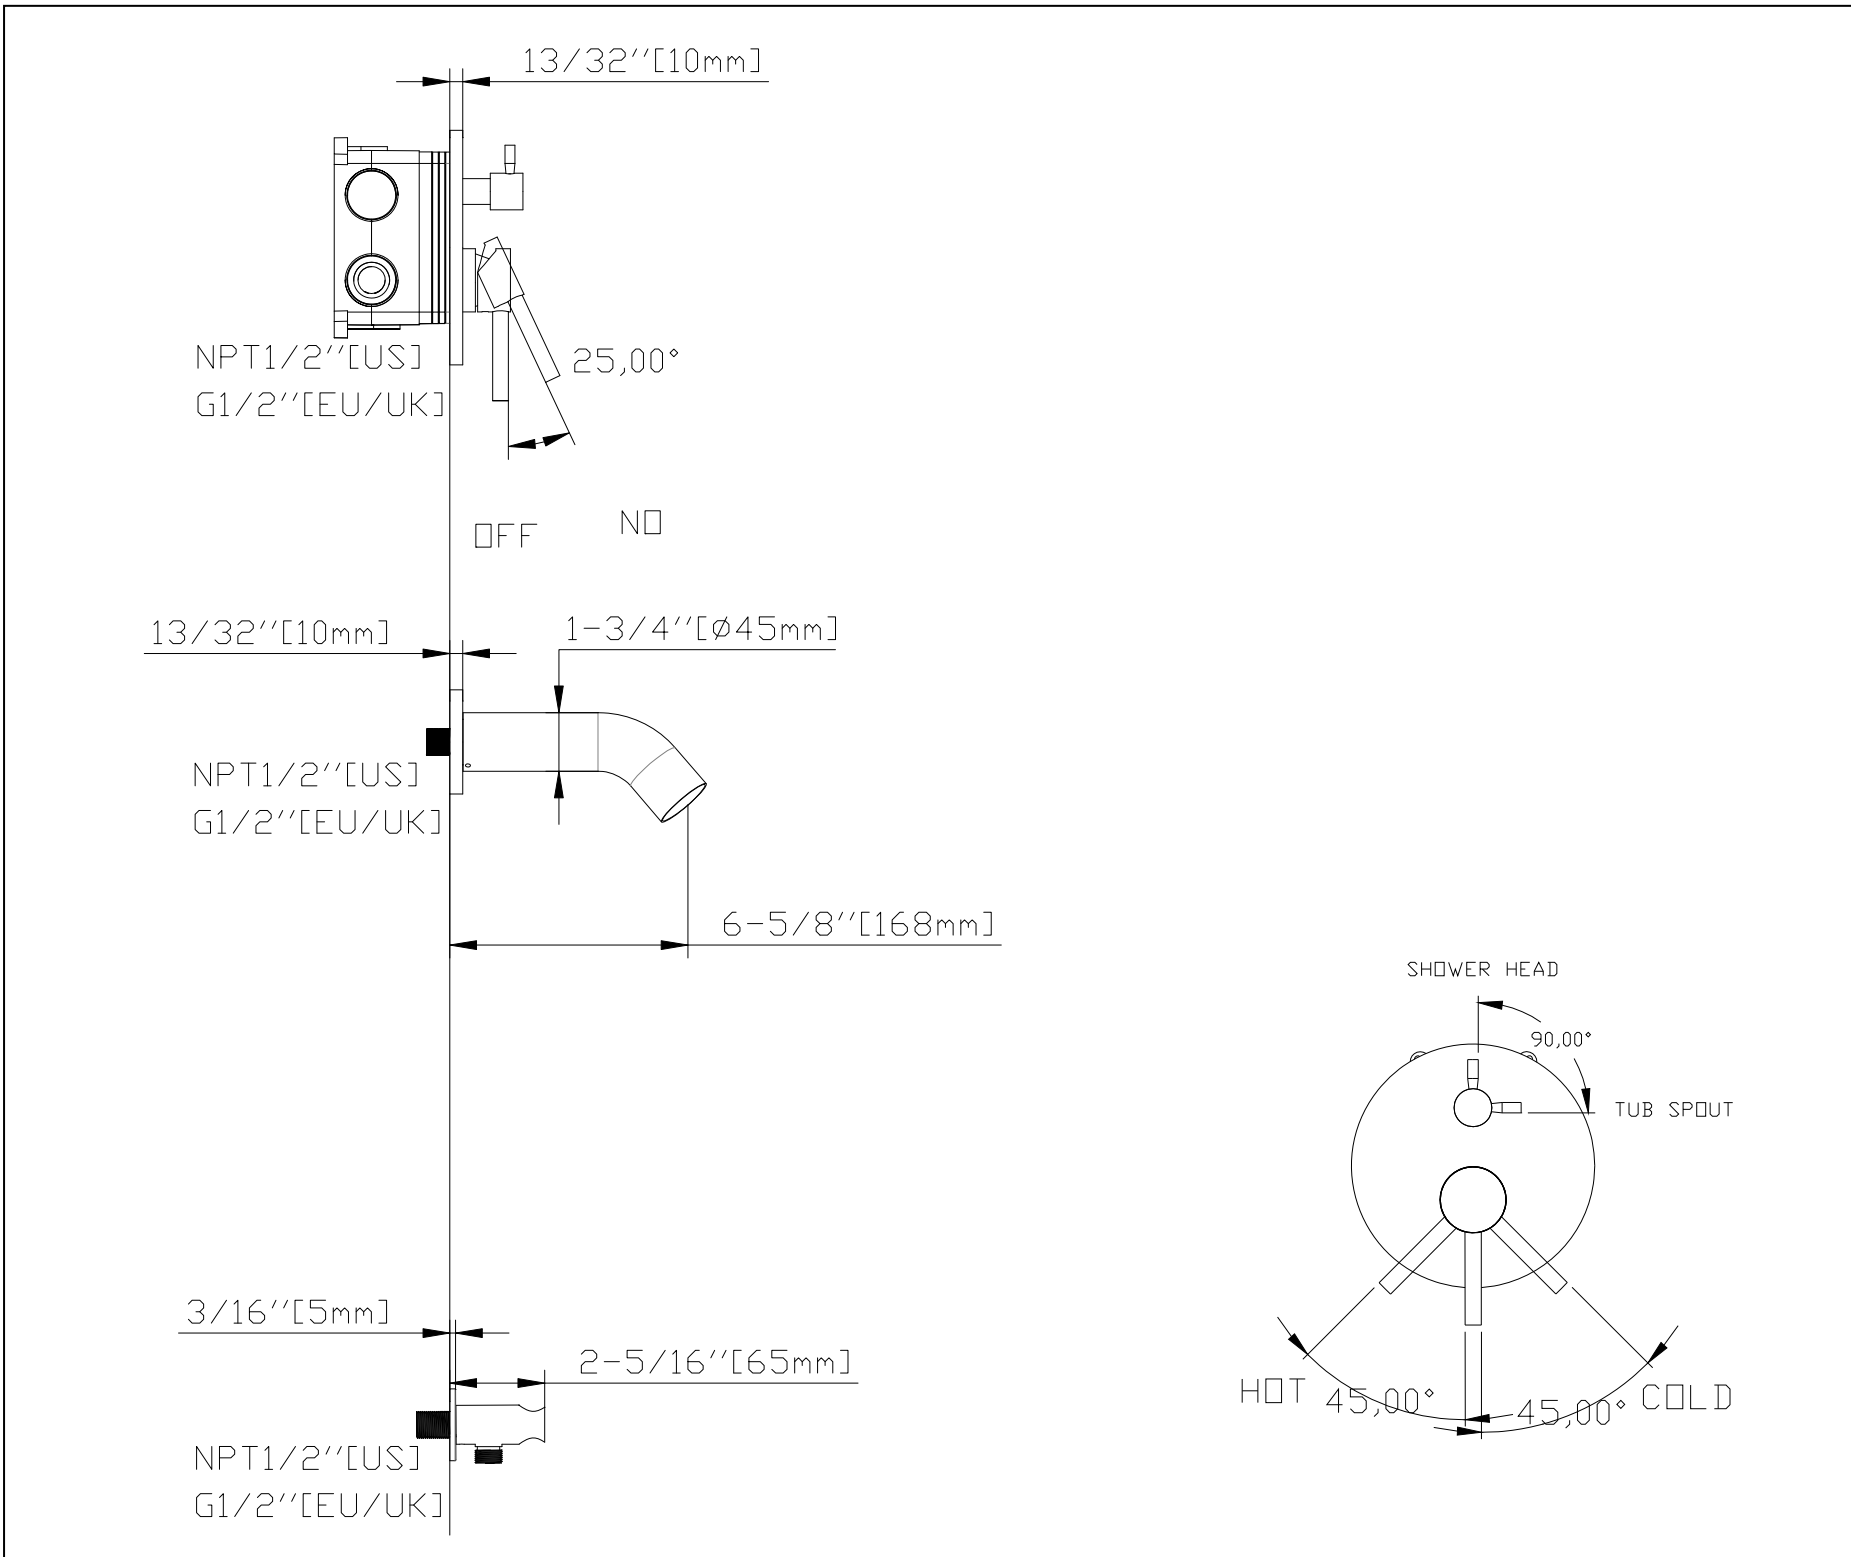 13/32′′[10mm]
NPT1/2′′[US]
G1/2′′[EU/UK]
25,00°
OFF
NO
13/32′′[10mm]
1-3/4′′[Ø45mm]
NPT1/2′′[US]
G1/2′′[EU/UK]
6-5/8′′[168mm]
SHOWER HEAD
90,00°
TUB SPOUT
3/16′′[5mm]
2-5/16′′[65mm]
HOT 45,00° 45,00° COLD
NPT1/2′′[US]
G1/2′′[EU/UK]